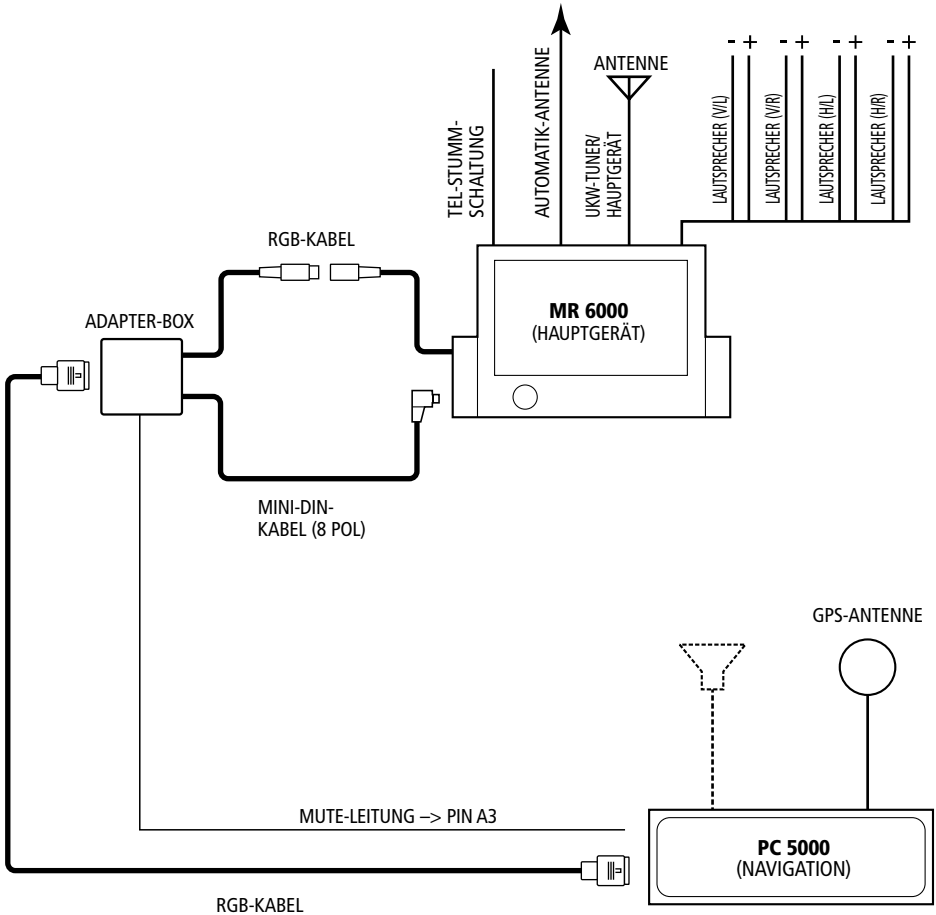 - + - + - + - +
ANTENNE
TEL-STUMM-
SCHALTUNG
AUTOMATIK-ANTENNE
UKW-TUNER/
HAUPTGERÄT
LAUTSPRECHER (V/L)
LAUTSPRECHER (V/R)
LAUTSPRECHER (H/L)
LAUTSPRECHER (H/R)
RGB-KABEL
ADAPTER-BOX
MR 6000
(HAUPTGERÄT)
MINI-DIN-
KABEL (8 POL)
GPS-ANTENNE
MUTE-LEITUNG –> PIN A3
PC 5000
(NAVIGATION)
RGB-KABEL